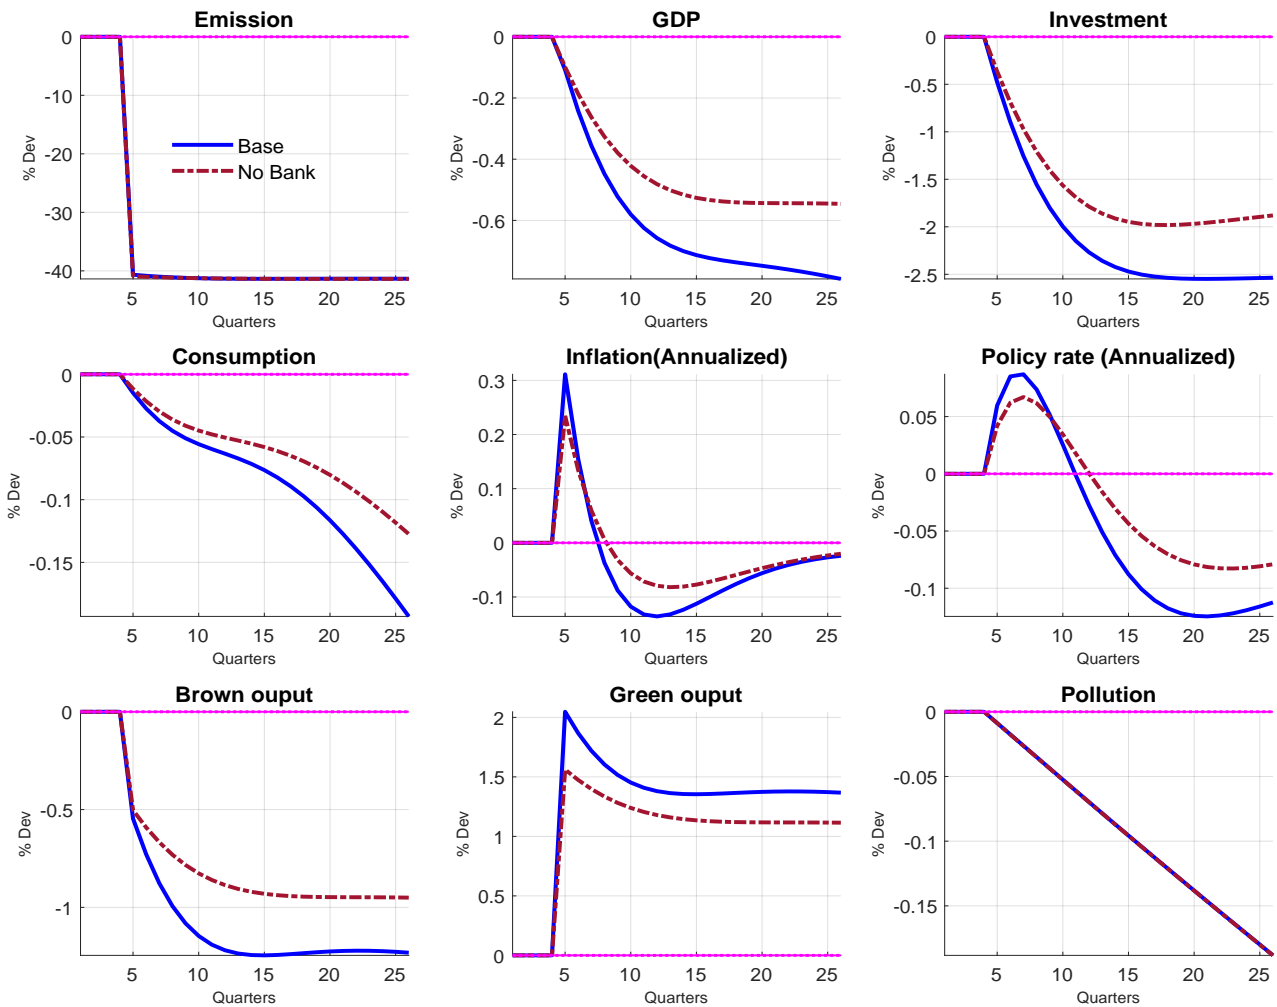 Emission
0
-10
-20
-30
-40
% Dev
Base
No Bank
5 10 15 20 25
Quarters
GDP
0
-0.2
-0.4
-0.6
% Dev
5 10 15 20 25
Quarters
Investment
0
-0.5
-1
-1.5
-2
-2.5
% Dev
5 10 15 20 25
Quarters
Consumption
0
-0.05
-0.1
-0.15
% Dev
5 10 15 20 25
Quarters
Inflation(Annualized)
0.3
0.2
0.1
0
-0.1
% Dev
5 10 15 20 25
Quarters
Policy rate (Annualized)
0.05
0
-0.05
-0.1
% Dev
5 10 15 20 25
Quarters
Brown ouput
0
-0.5
-1
% Dev
5 10 15 20 25
Quarters
Green ouput
2
1.5
1
0.5
0
% Dev
5 10 15 20 25
Quarters
Pollution
0
-0.05
-0.1
-0.15
% Dev
5 10 15 20 25
Quarters